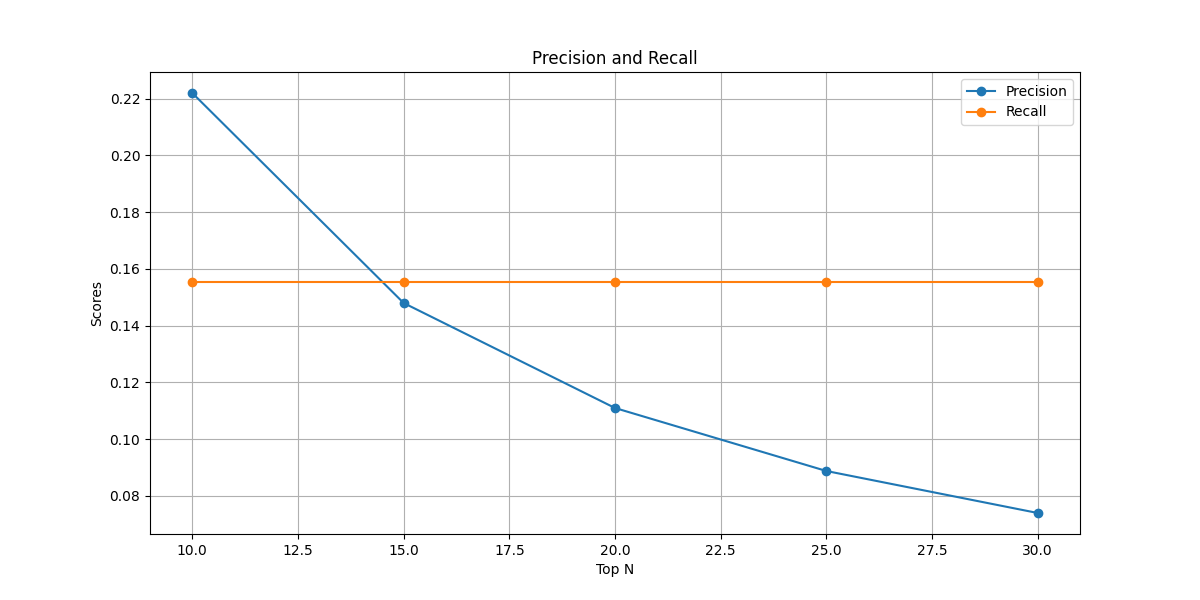 Precision and Recall
Precision
Recall
Scores
0.22
0.20
0.18
0.16
0.14
0.12
0.10
0.08
10.0 12.5 15.0 17.5 20.0 22.5 25.0 27.5 30.0
Top N